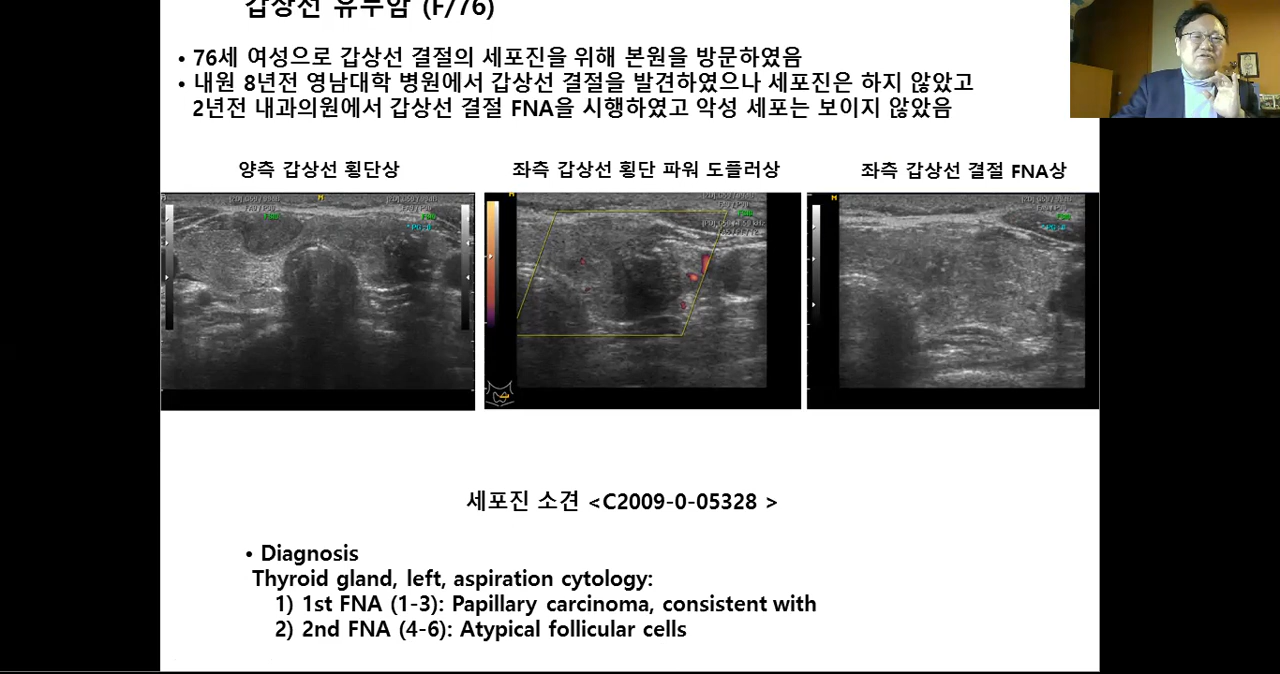 갑상선 유두암 (F/76)
• 76세 여성으로 갑상선 결절의 세포진을 위해 본원을 방문하였음
• 내원 8년전 영남대학 병원에서 갑상선 결절을 발견하였으나 세포진은 하지 않았고
2년전 내과의원에서 갑상선 결절 FNA을 시행하였고 악성 세포는 보이지 않았음
양측 갑상선 횡단상
좌측 갑상선 횡단 파워 도플러상
좌측 갑상선 결절 FNA상
세포진 소견 <C2009-0-05328 >
• Diagnosis
Thyroid gland, left, aspiration cytology:
1) 1st FNA (1-3): Papillary carcinoma, consistent with
2) 2nd FNA (4-6): Atypical follicular cells